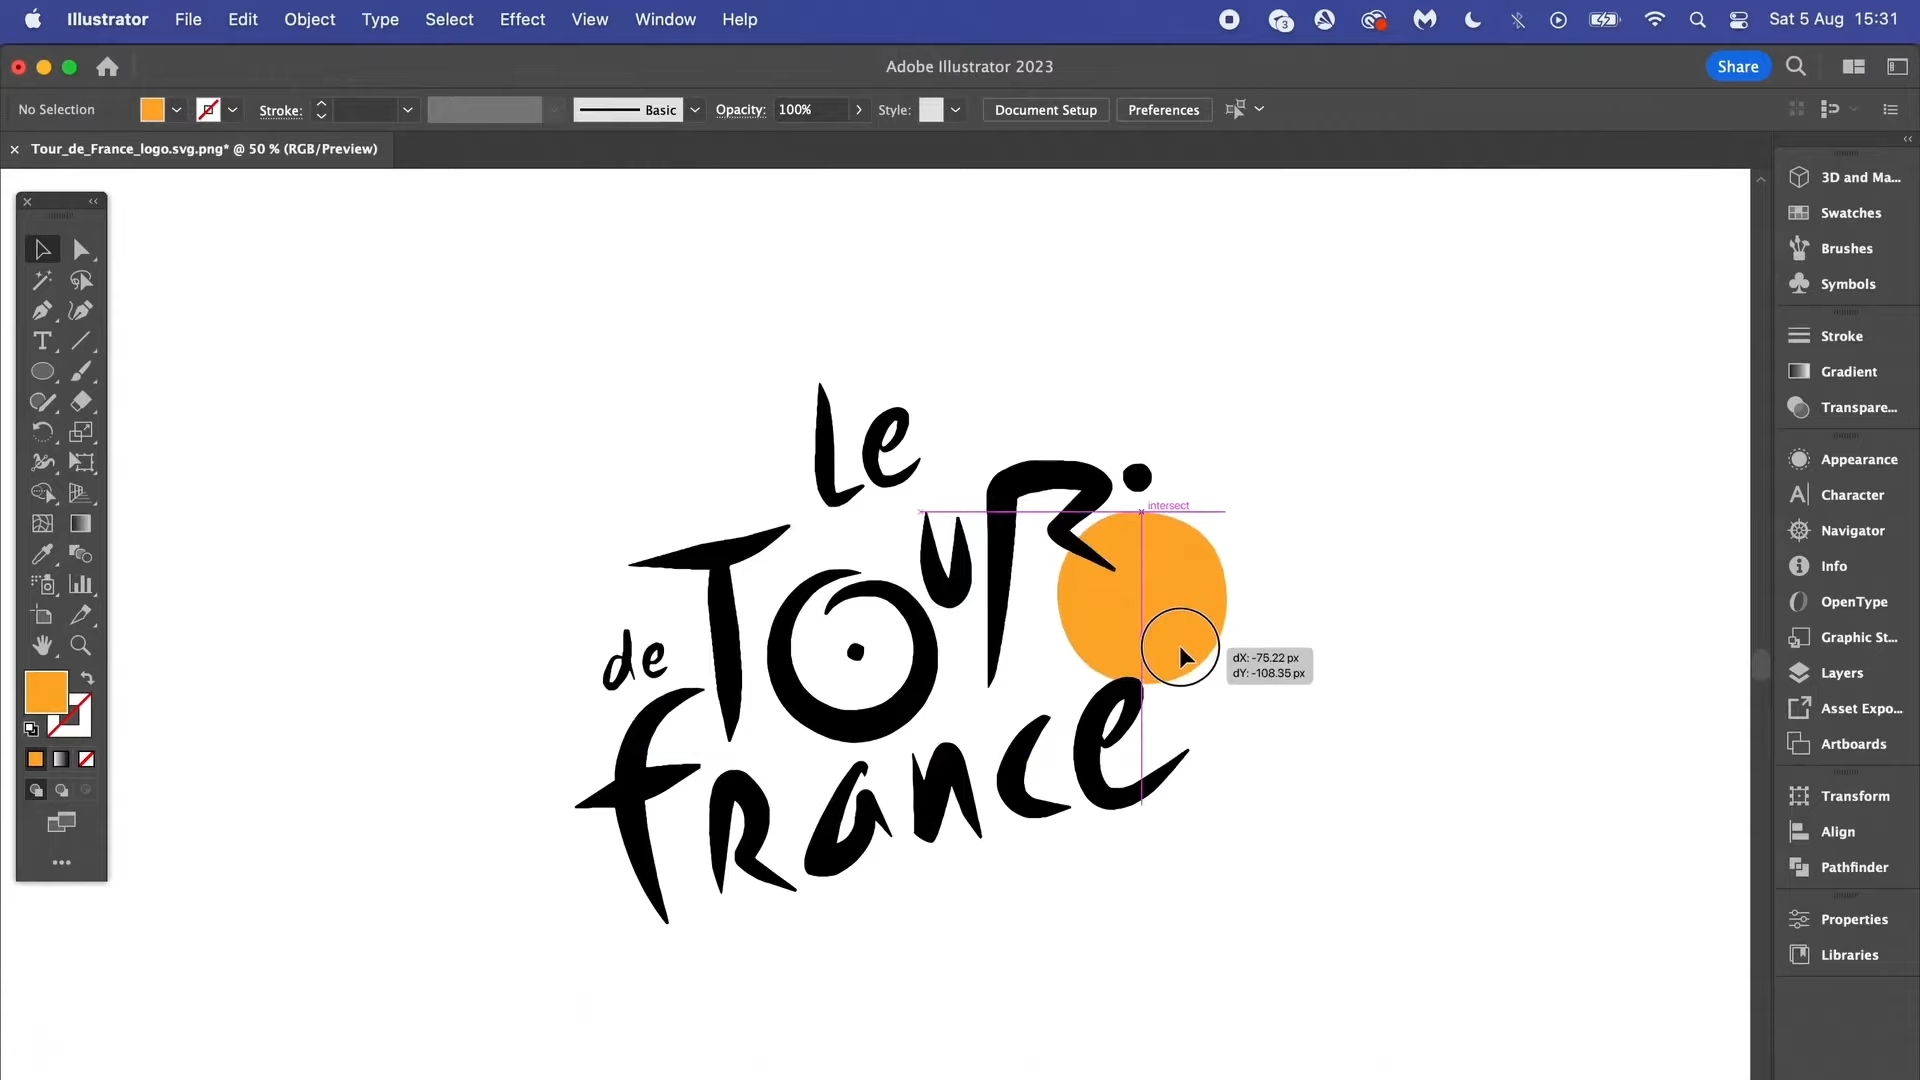 Illustrator File Edit Object Type Select Effect View Window Help 3 Sat 5 Aug 15:31
Adobe Illustrator 2023
Share
No Selection Stroke: Basic Opacity: 100% Style: Document Setup Preferences
Tour_de_France_logo.svg.png* @ 50 % (RGB/Preview)
3D and Ma...
Swatches
Brushes
Symbols
Stroke
Gradient
Transpare...
Appearance
Character
Navigator
Info
OpenType
Graphic St...
Layers
Asset Expo...
Artboards
Transform
Align
Pathfinder
Properties
Libraries
Le
TOUR
de
France
intersect
dX: -75.22 px
dY: -108.35 px